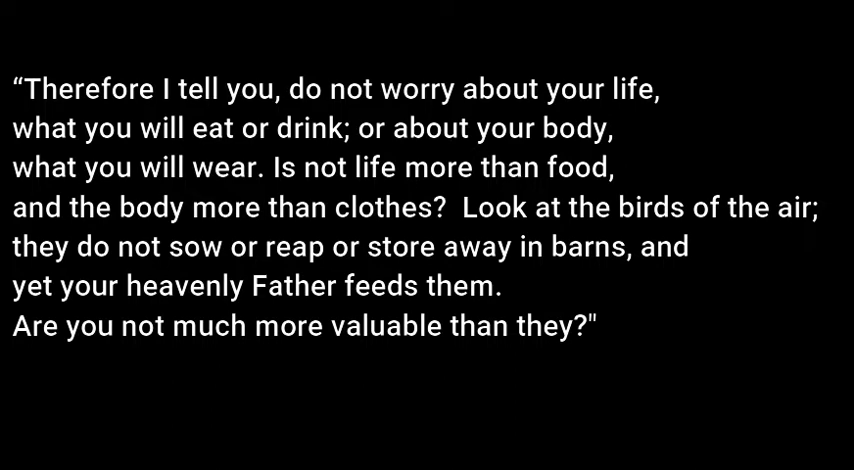 “Therefore I tell you, do not worry about your life,
what you will eat or drink; or about your body,
what you will wear. Is not life more than food,
and the body more than clothes?  Look at the birds of the air;
they do not sow or reap or store away in barns, and
yet your heavenly Father feeds them.
Are you not much more valuable than they?"